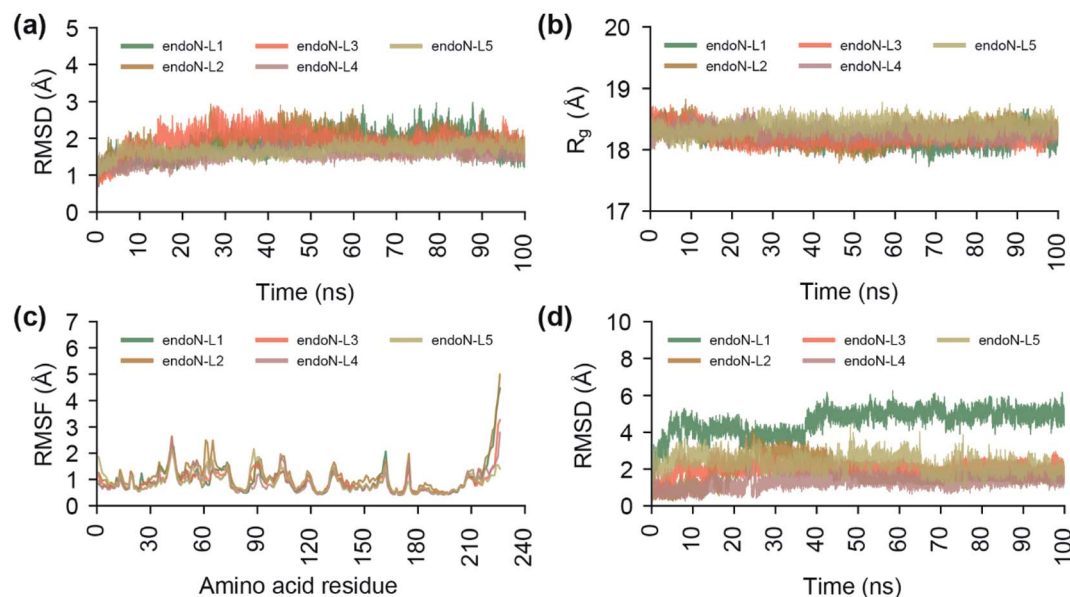 (a)
5
4
3
2
1
0
RMSD (Å)
endoN-L1 endoN-L3 endoN-L5
endoN-L2 endoN-L4
0 10 20 30 40 50 60 70 80 90 100
Time (ns)
(b)
20
19
18
17
Rg (Å)
endoN-L1 endoN-L3 endoN-L5
endoN-L2 endoN-L4
0 10 20 30 40 50 60 70 80 90 100
Time (ns)
(c)
7
6
5
4
3
2
1
0
RMSF (Å)
endoN-L1 endoN-L3 endoN-L5
endoN-L2 endoN-L4
0 30 60 90 120 150 180 210 240
Amino acid residue
(d)
10
8
6
4
2
0
RMSD (Å)
endoN-L1 endoN-L3 endoN-L5
endoN-L2 endoN-L4
0 10 20 30 40 50 60 70 80 90 100
Time (ns)